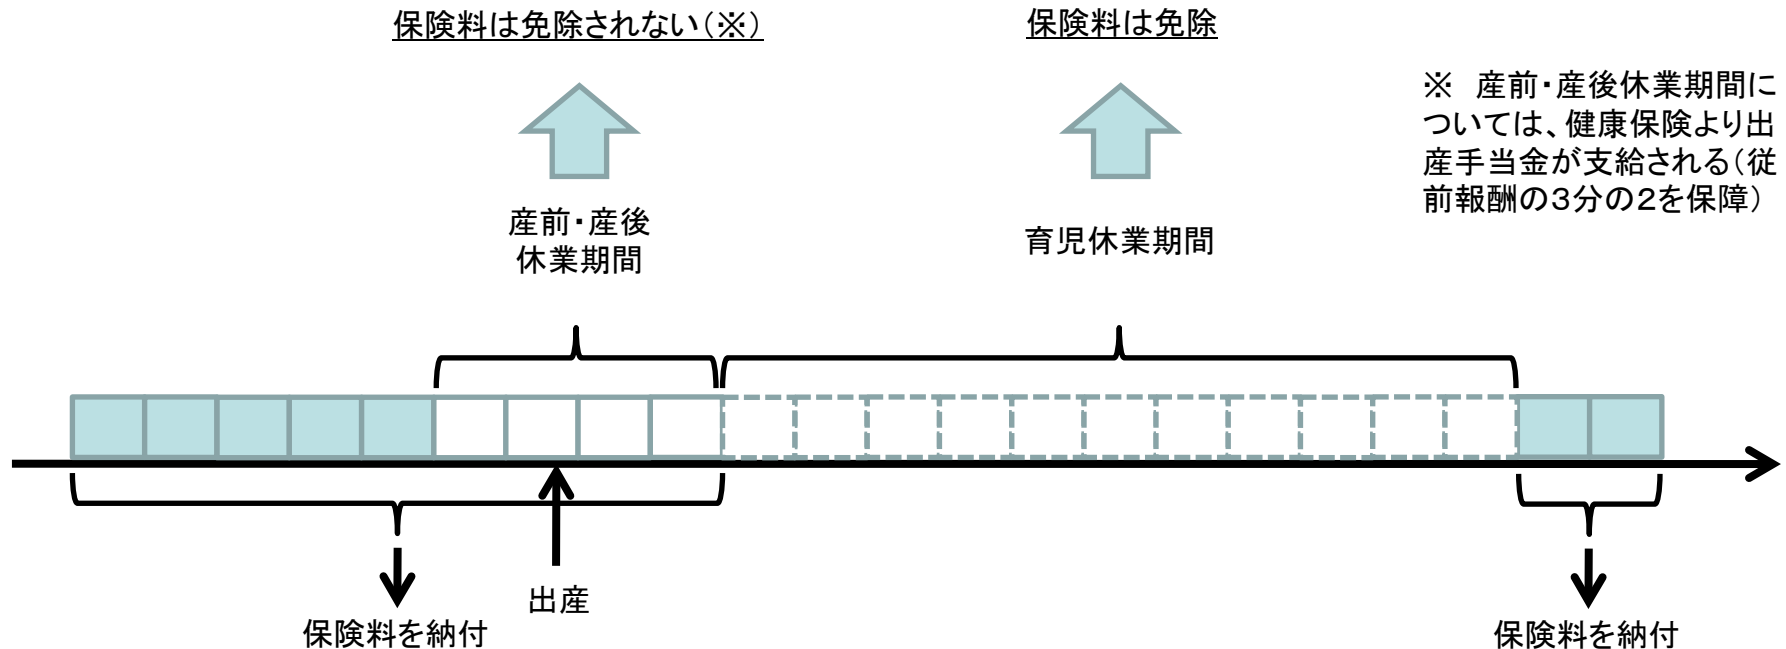 保険料は免除されない(※)
保険料は免除
※ 産前・産後休業期間に
ついては、健康保険より出
産手当金が支給される(従
前報酬の3分の2を保障)
産前・産後
休業期間
育児休業期間
出産
保険料を納付
保険料を納付